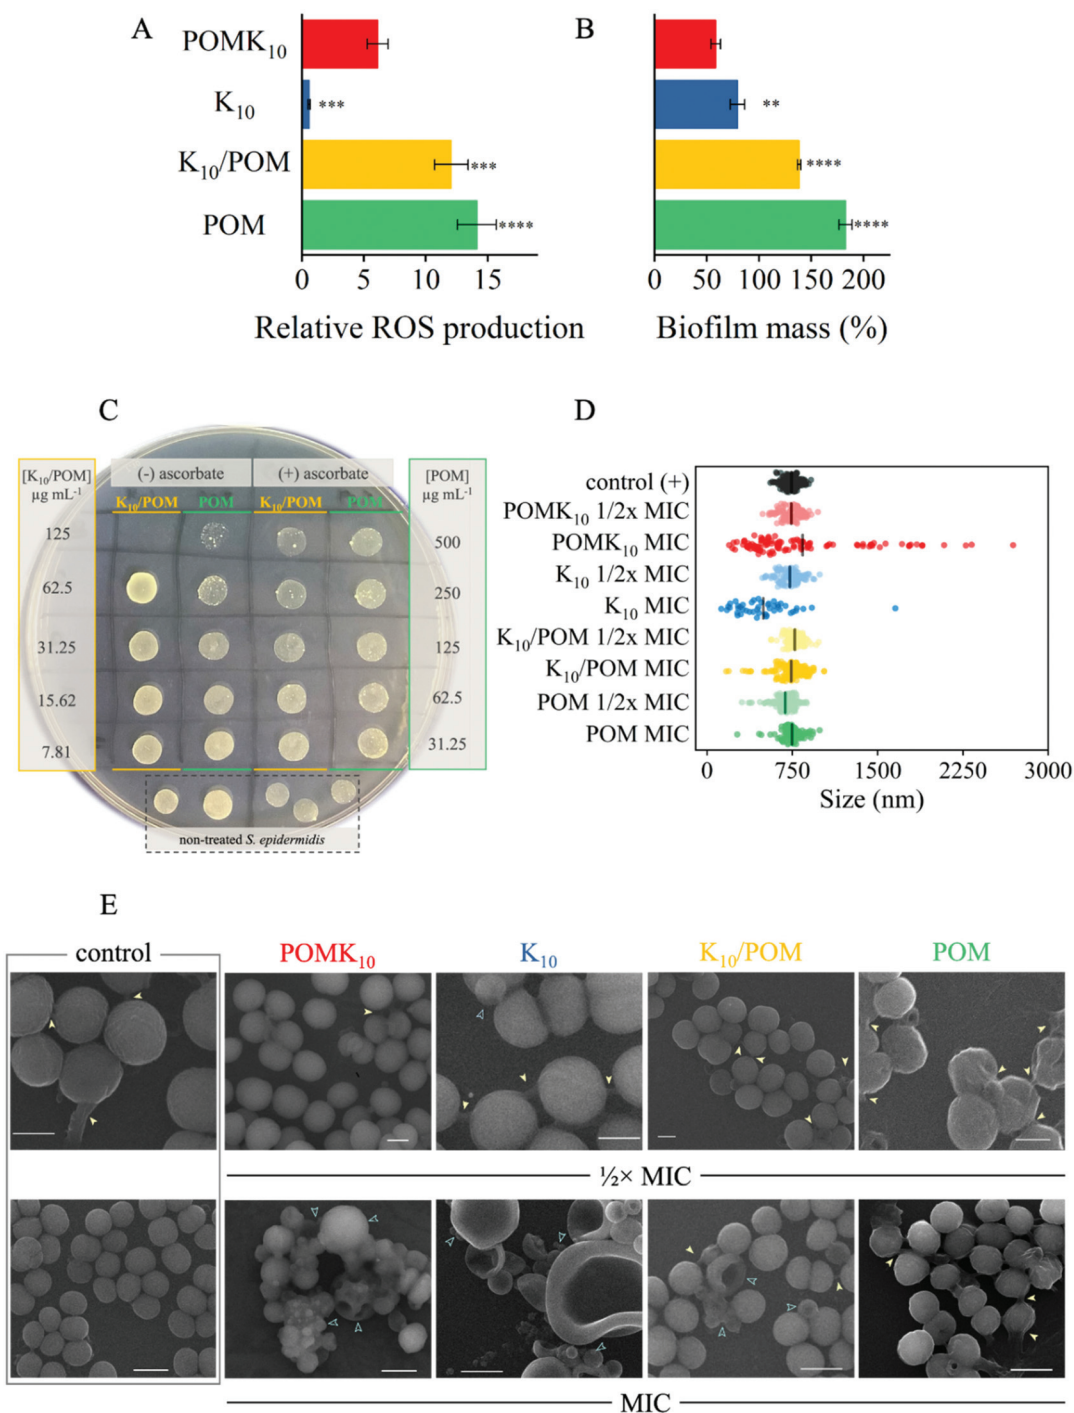 A
POMK₁₀
K₁₀
K₁₀/POM
POM
***
***
****
0 5 10 15
Relative ROS production
B
**
****
****
0 50 100 150 200
Biofilm mass (%)
C
[K₁₀/POM]
µg mL⁻¹
125
62.5
31.25
15.62
7.81
(-) ascorbate (+) ascorbate
K₁₀/POM POM K₁₀/POM POM
[POM]
µg mL⁻¹
500
250
125
62.5
31.25
non-treated S. epidermidis
D
control (+)
POMK₁₀ 1/2x MIC
POMK₁₀ MIC
K₁₀ 1/2x MIC
K₁₀ MIC
K₁₀/POM 1/2x MIC
K₁₀/POM MIC
POM 1/2x MIC
POM MIC
0 750 1500 2250 3000
Size (nm)
E
control POMK₁₀ K₁₀ K₁₀/POM POM
½× MIC
MIC